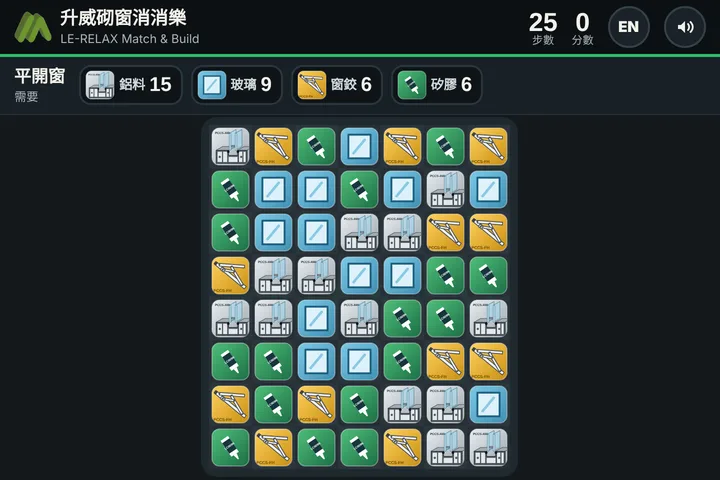 升威砌窗消消樂
LE-RELAX Match & Build
25
步數
0
分數
EN
平開窗
需要
鋁料 15
玻璃 9
窗鉸 6
矽膠 6